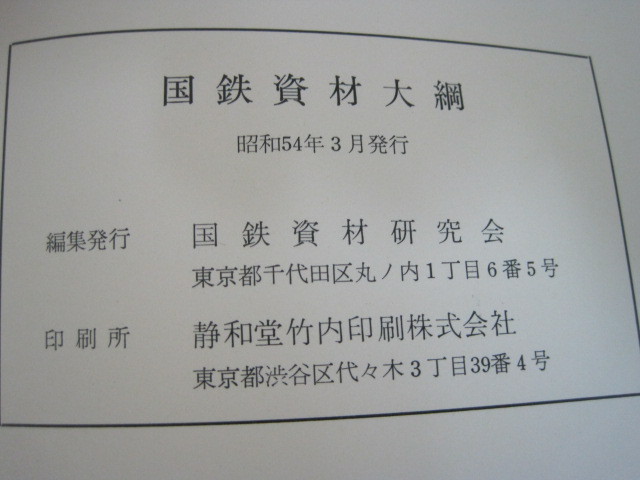 国鉄資材大綱
昭和54年3月発行
編集発行 国鉄資材研究会
東京都千代田区丸ノ内1丁目6番5号
印刷所 静和堂竹内印刷株式会社
東京都渋谷区代々木3丁目39番4号